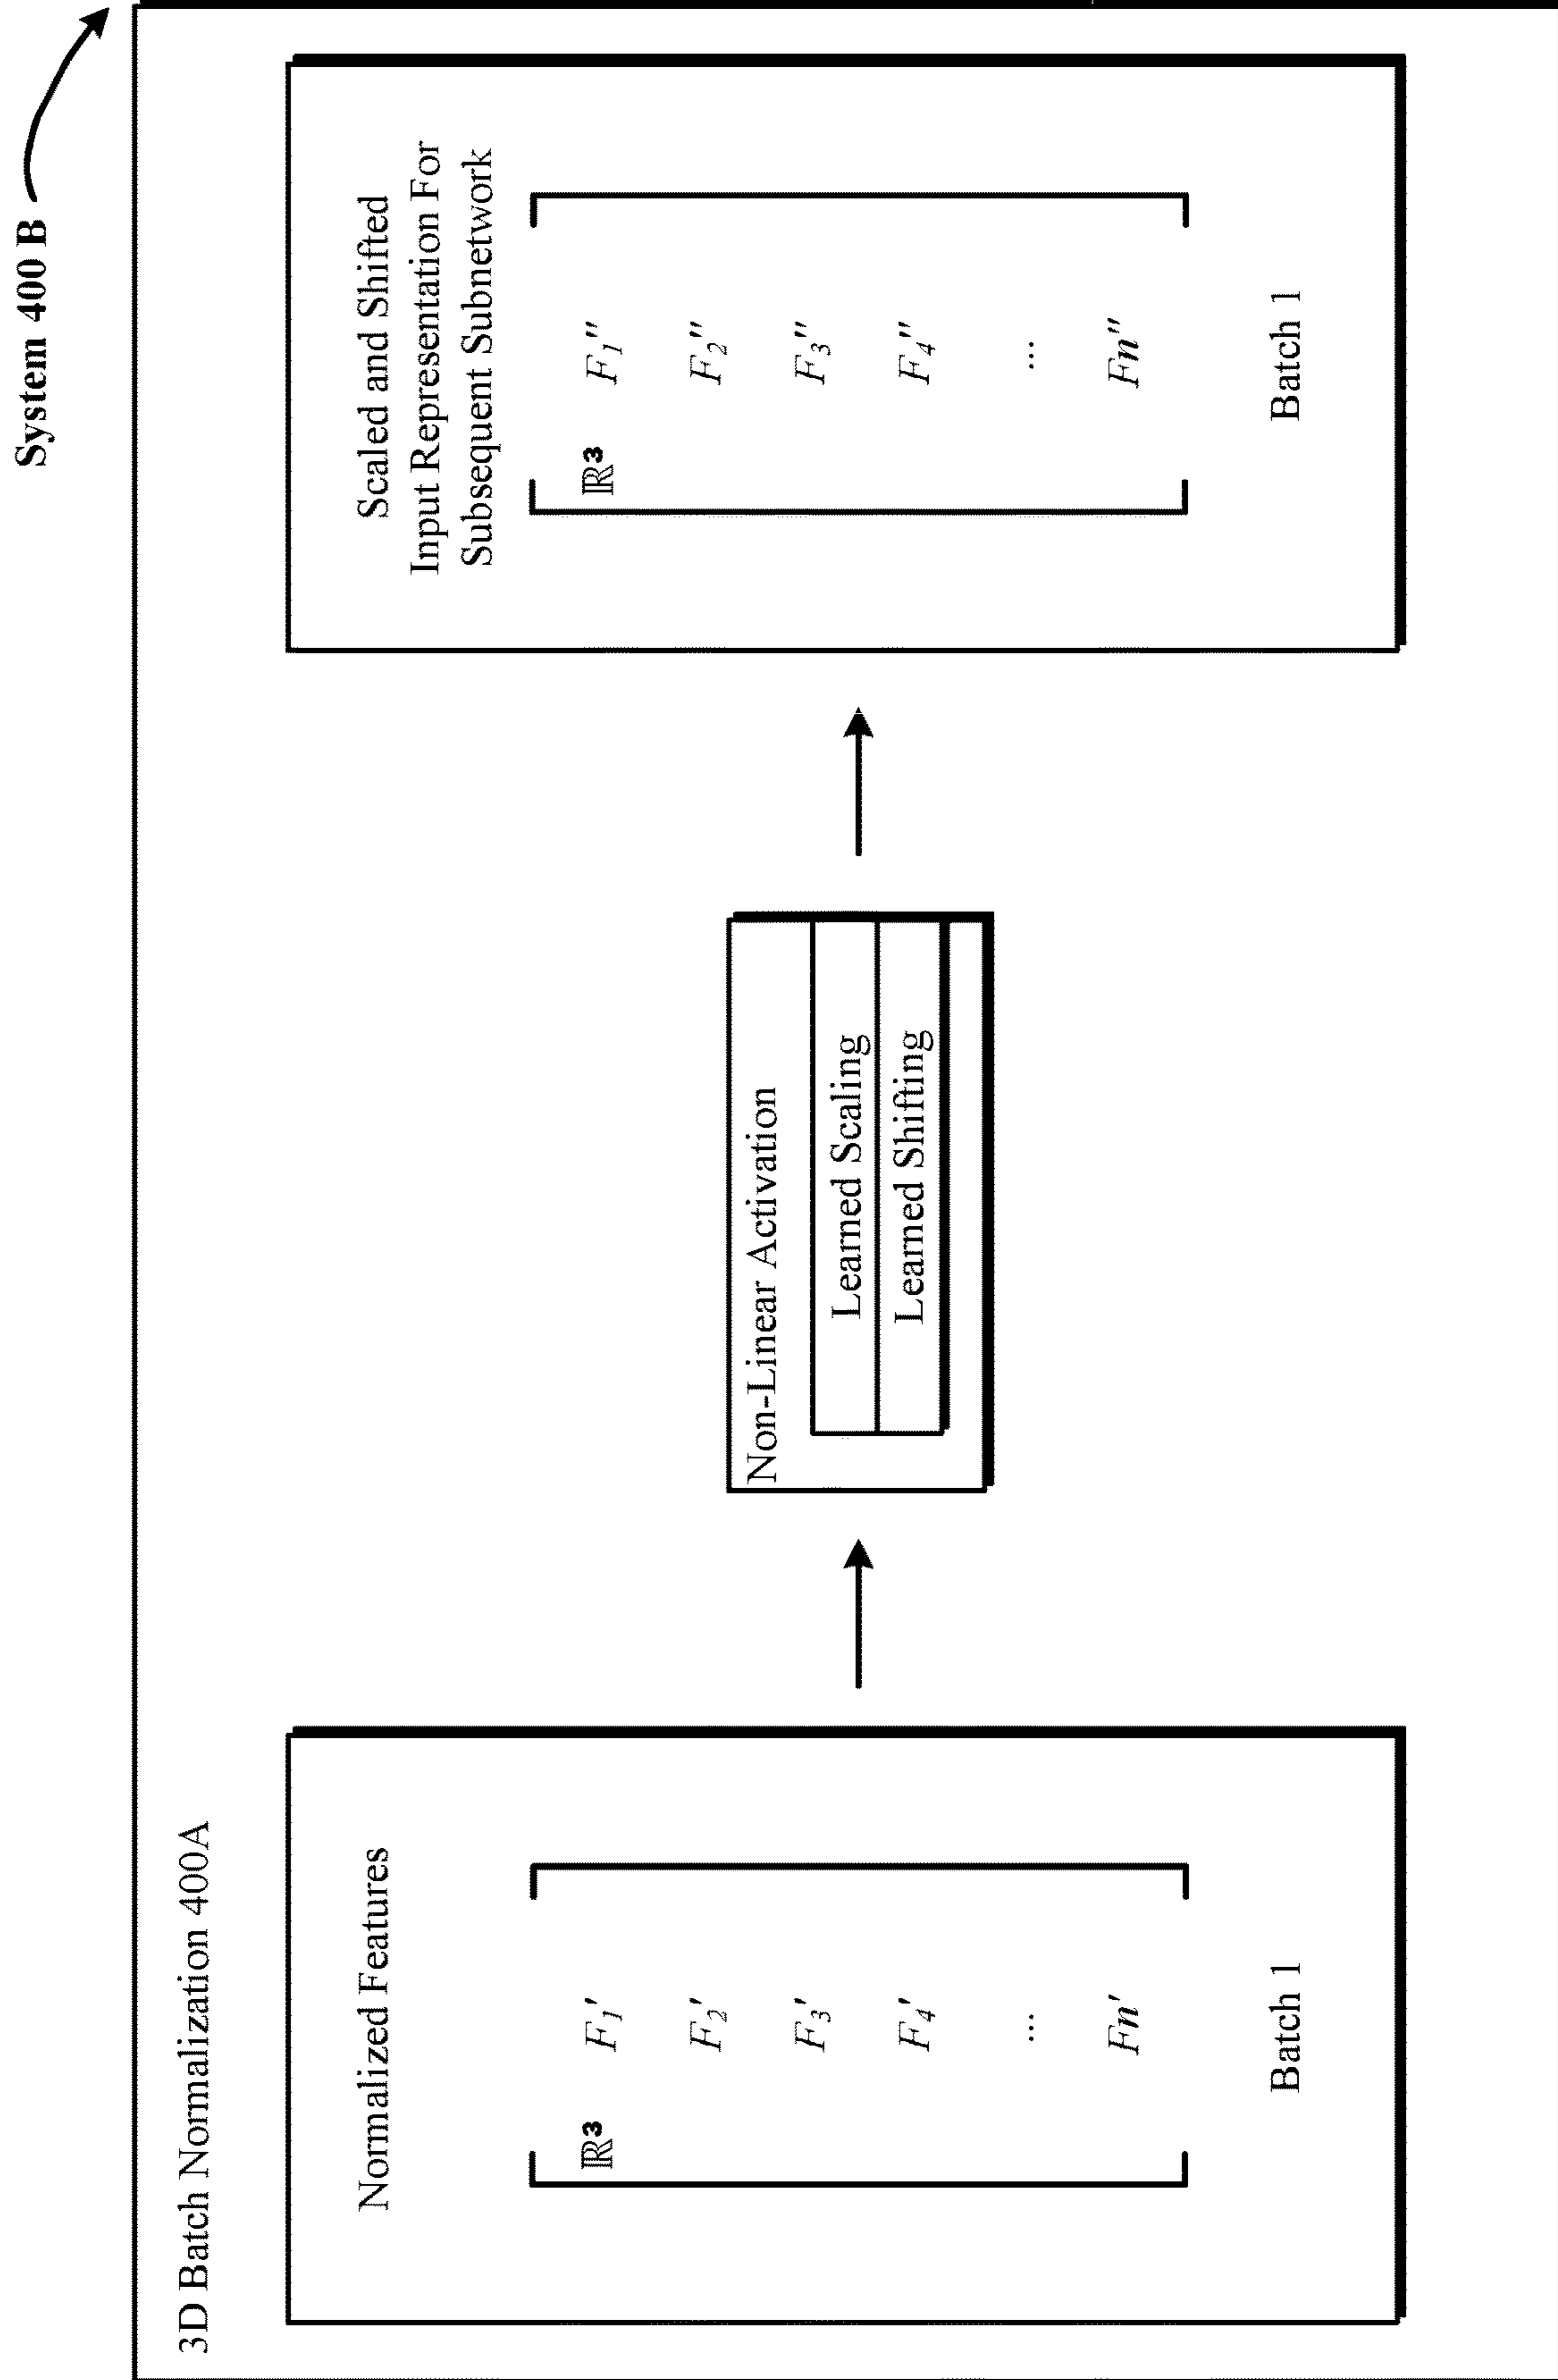 System 400 B
3D Batch Normalization 400A
Normalized Features
ℝ³
F₁'
F₂'
F₃'
F₄'
...
Fn'
Batch 1
Non-Linear Activation
Learned Scaling
Learned Shifting
Scaled and Shifted
Input Representation For
Subsequent Subnetwork
ℝ³
F₁''
F₂''
F₃''
F₄''
...
Fn''
Batch 1